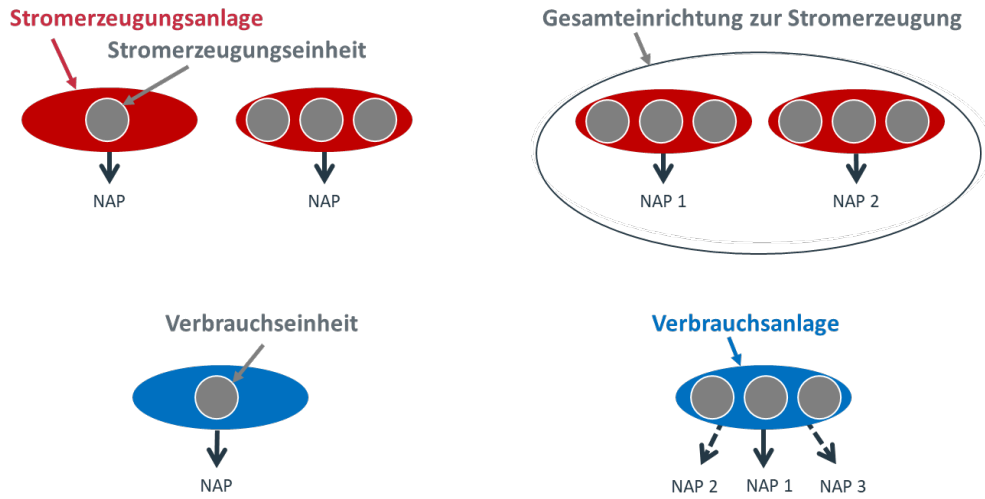 Stromerzeugungsanlage
Stromerzeugungseinheit
NAP
NAP
Gesamteinrichtung zur Stromerzeugung
NAP 1
NAP 2
Verbrauchseinheit
NAP
Verbrauchsanlage
NAP 2
NAP 1
NAP 3